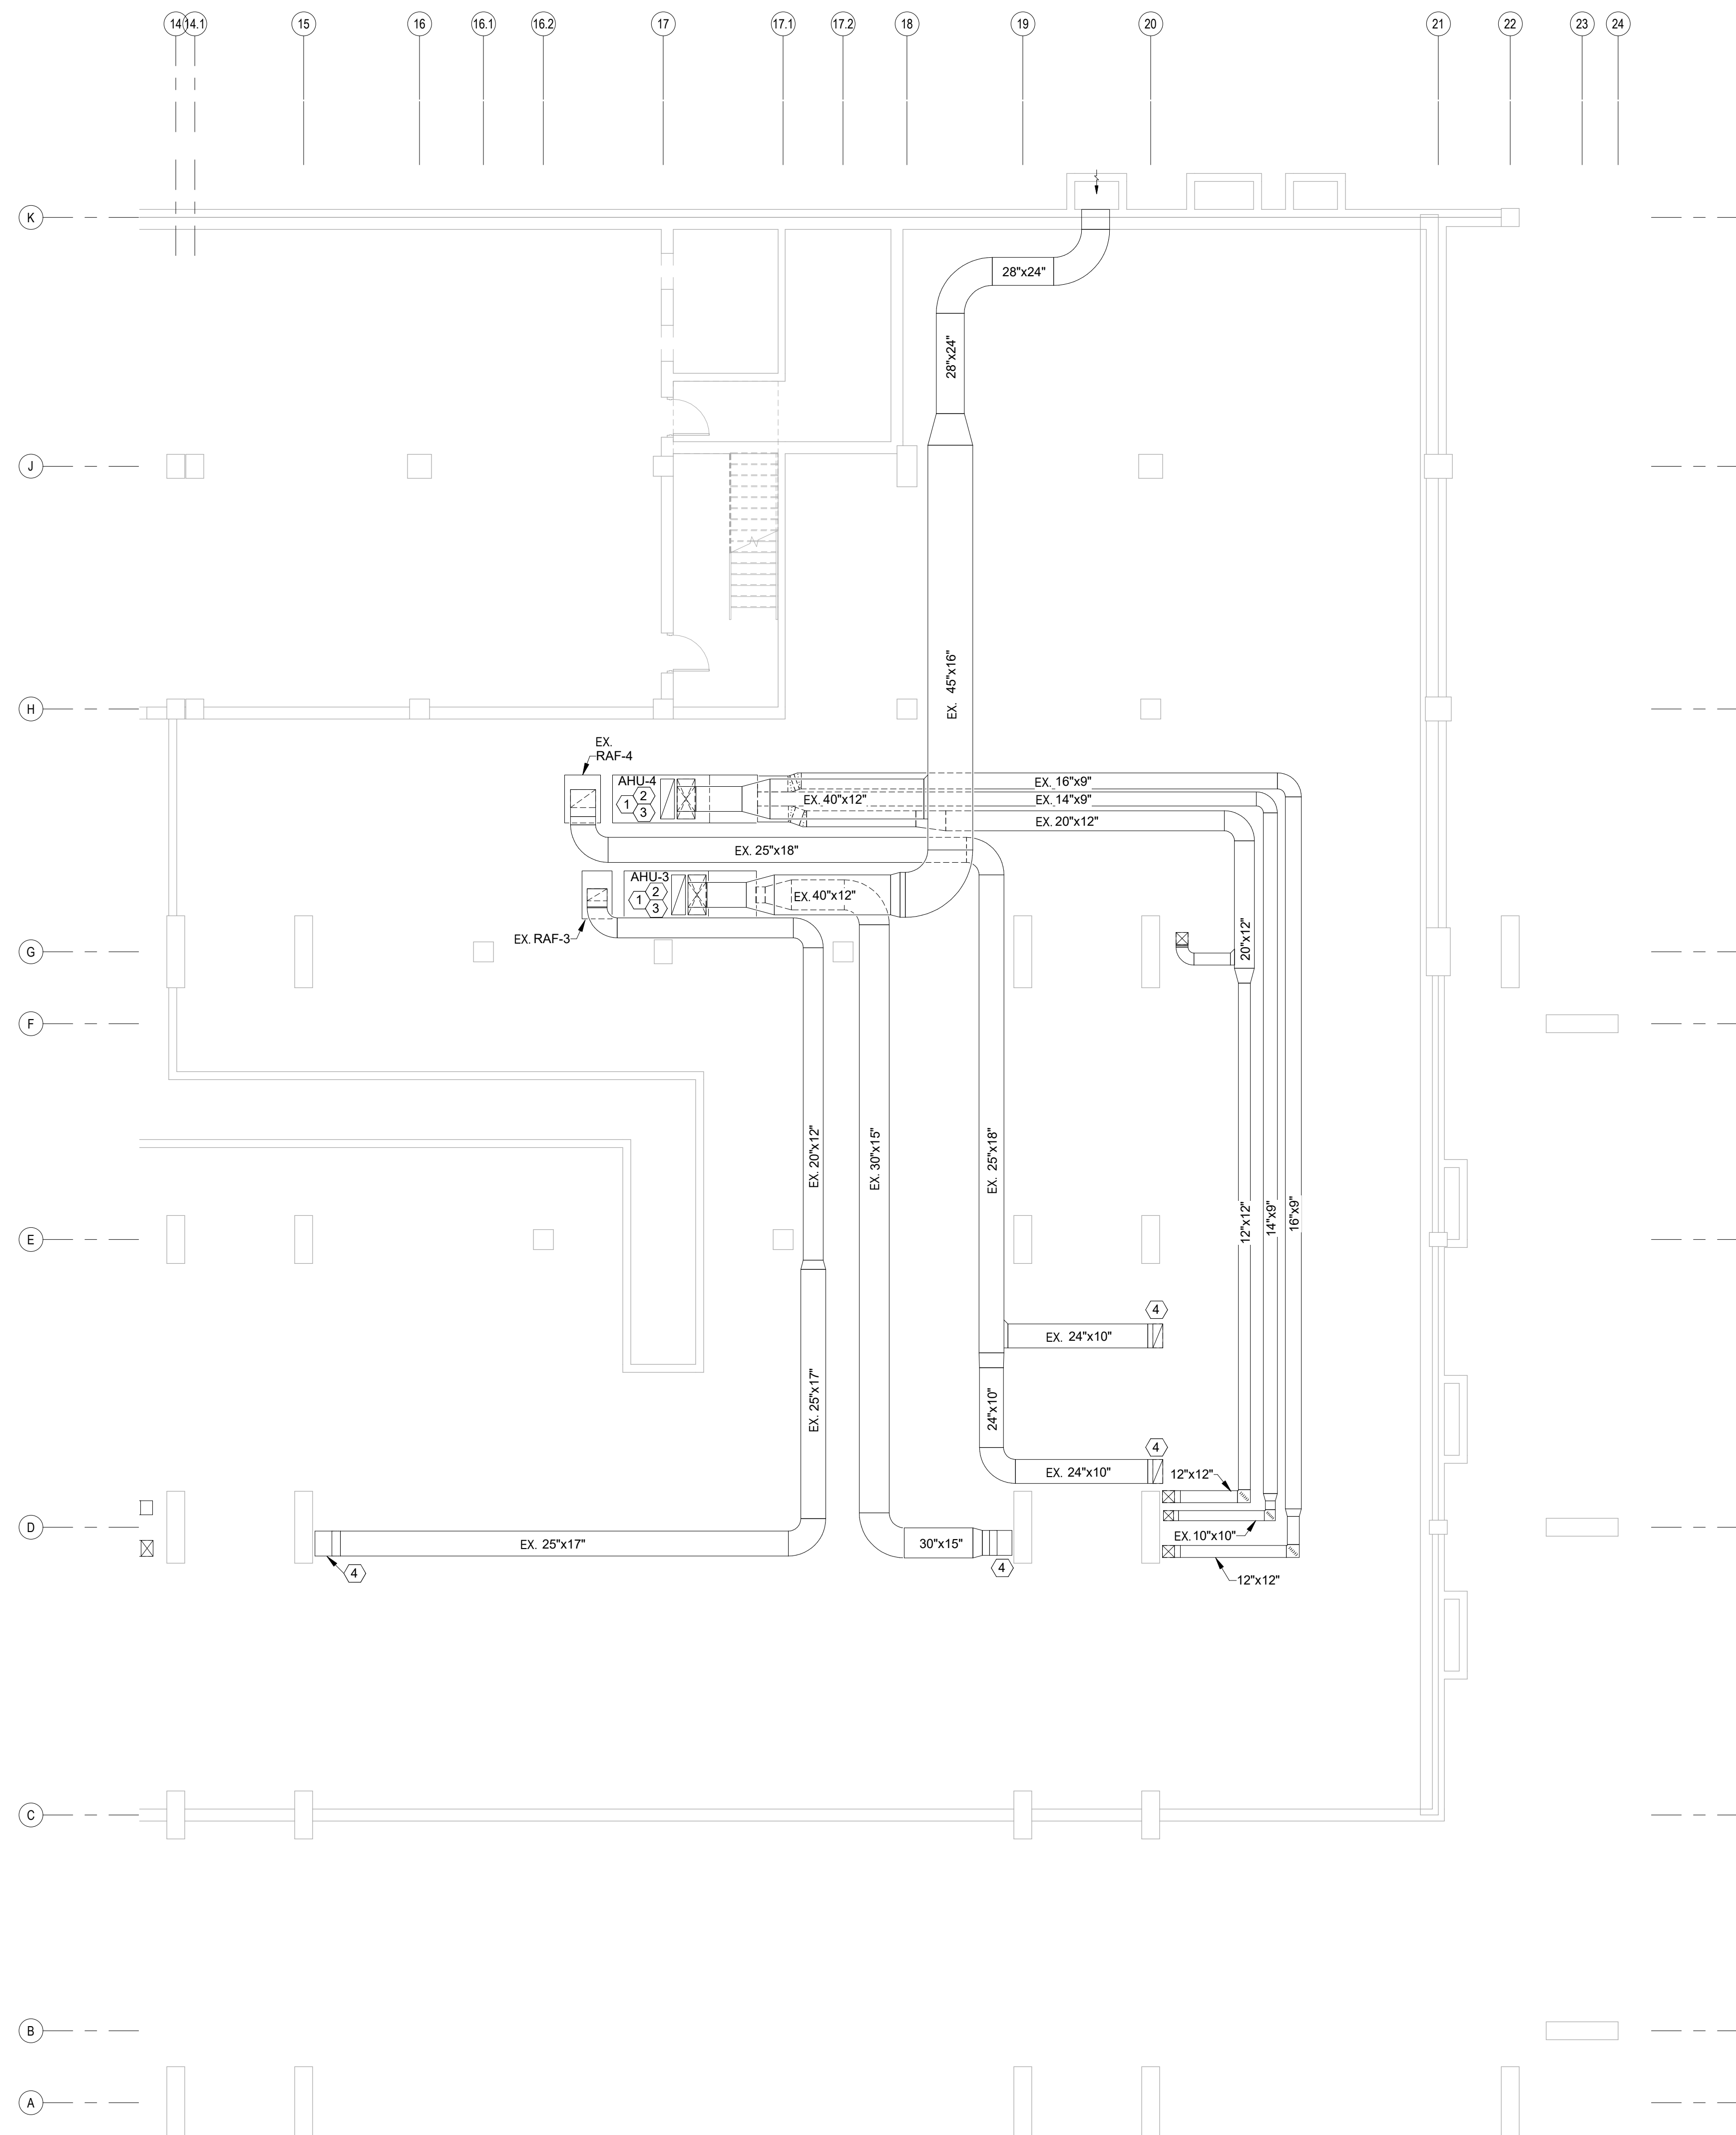 14 14.1 15 16 16.1 16.2 17 17.1 17.2 18 19 20 21 22 23 24
K
28"x24"
28"x24"
J
EX. 45"x16"
H
EX.
RAF-4
AHU-4
1 2 3
EX. 40"x12"
EX. 16"x9"
EX. 14"x9"
EX. 20"x12"
EX. 25"x18"
AHU-3
1 2 3
EX. 40"x12"
EX. RAF-3
G
20"x12"
F
EX. 20"x12"
EX. 30"x15"
EX. 25"x18"
12"x12"
14"x9"
16"x9"
E
4
EX. 24"x10"
EX. 25"x17"
24"x10"
4
EX. 24"x10"
12"x12"
D
EX. 10"x10"
EX. 25"x17"
30"x15"
4
4
12"x12"
C
B
A